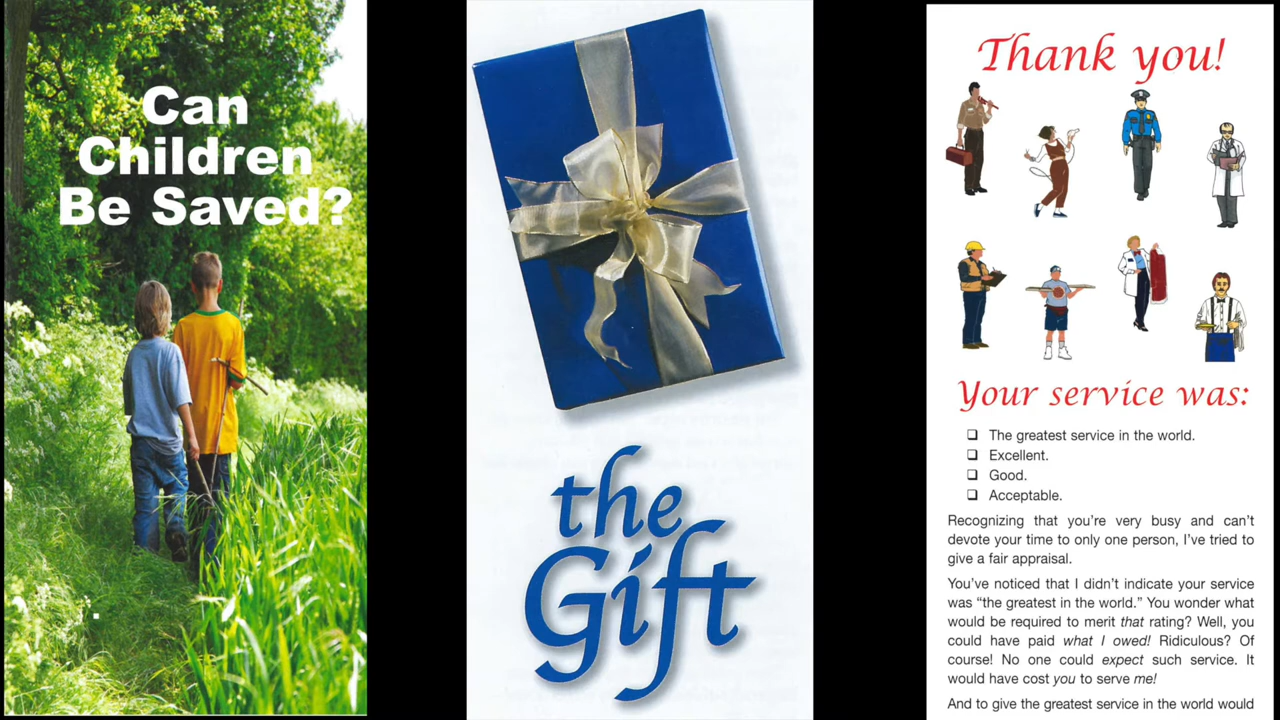 Can
Children
Be Saved?
the
Gift
Thank you!
Your service was:
❑ The greatest service in the world.
❑ Excellent.
❑ Good.
❑ Acceptable.
Recognizing that you’re very busy and can’t
devote your time to only one person, I’ve tried to
give a fair appraisal.
You’ve noticed that I didn’t indicate your service
was “the greatest in the world.” You wonder what
would be required to merit that rating? Well, you
could have paid what I owed! Ridiculous? Of
course! No one could expect such service. It
would have cost you to serve me!
And to give the greatest service in the world would